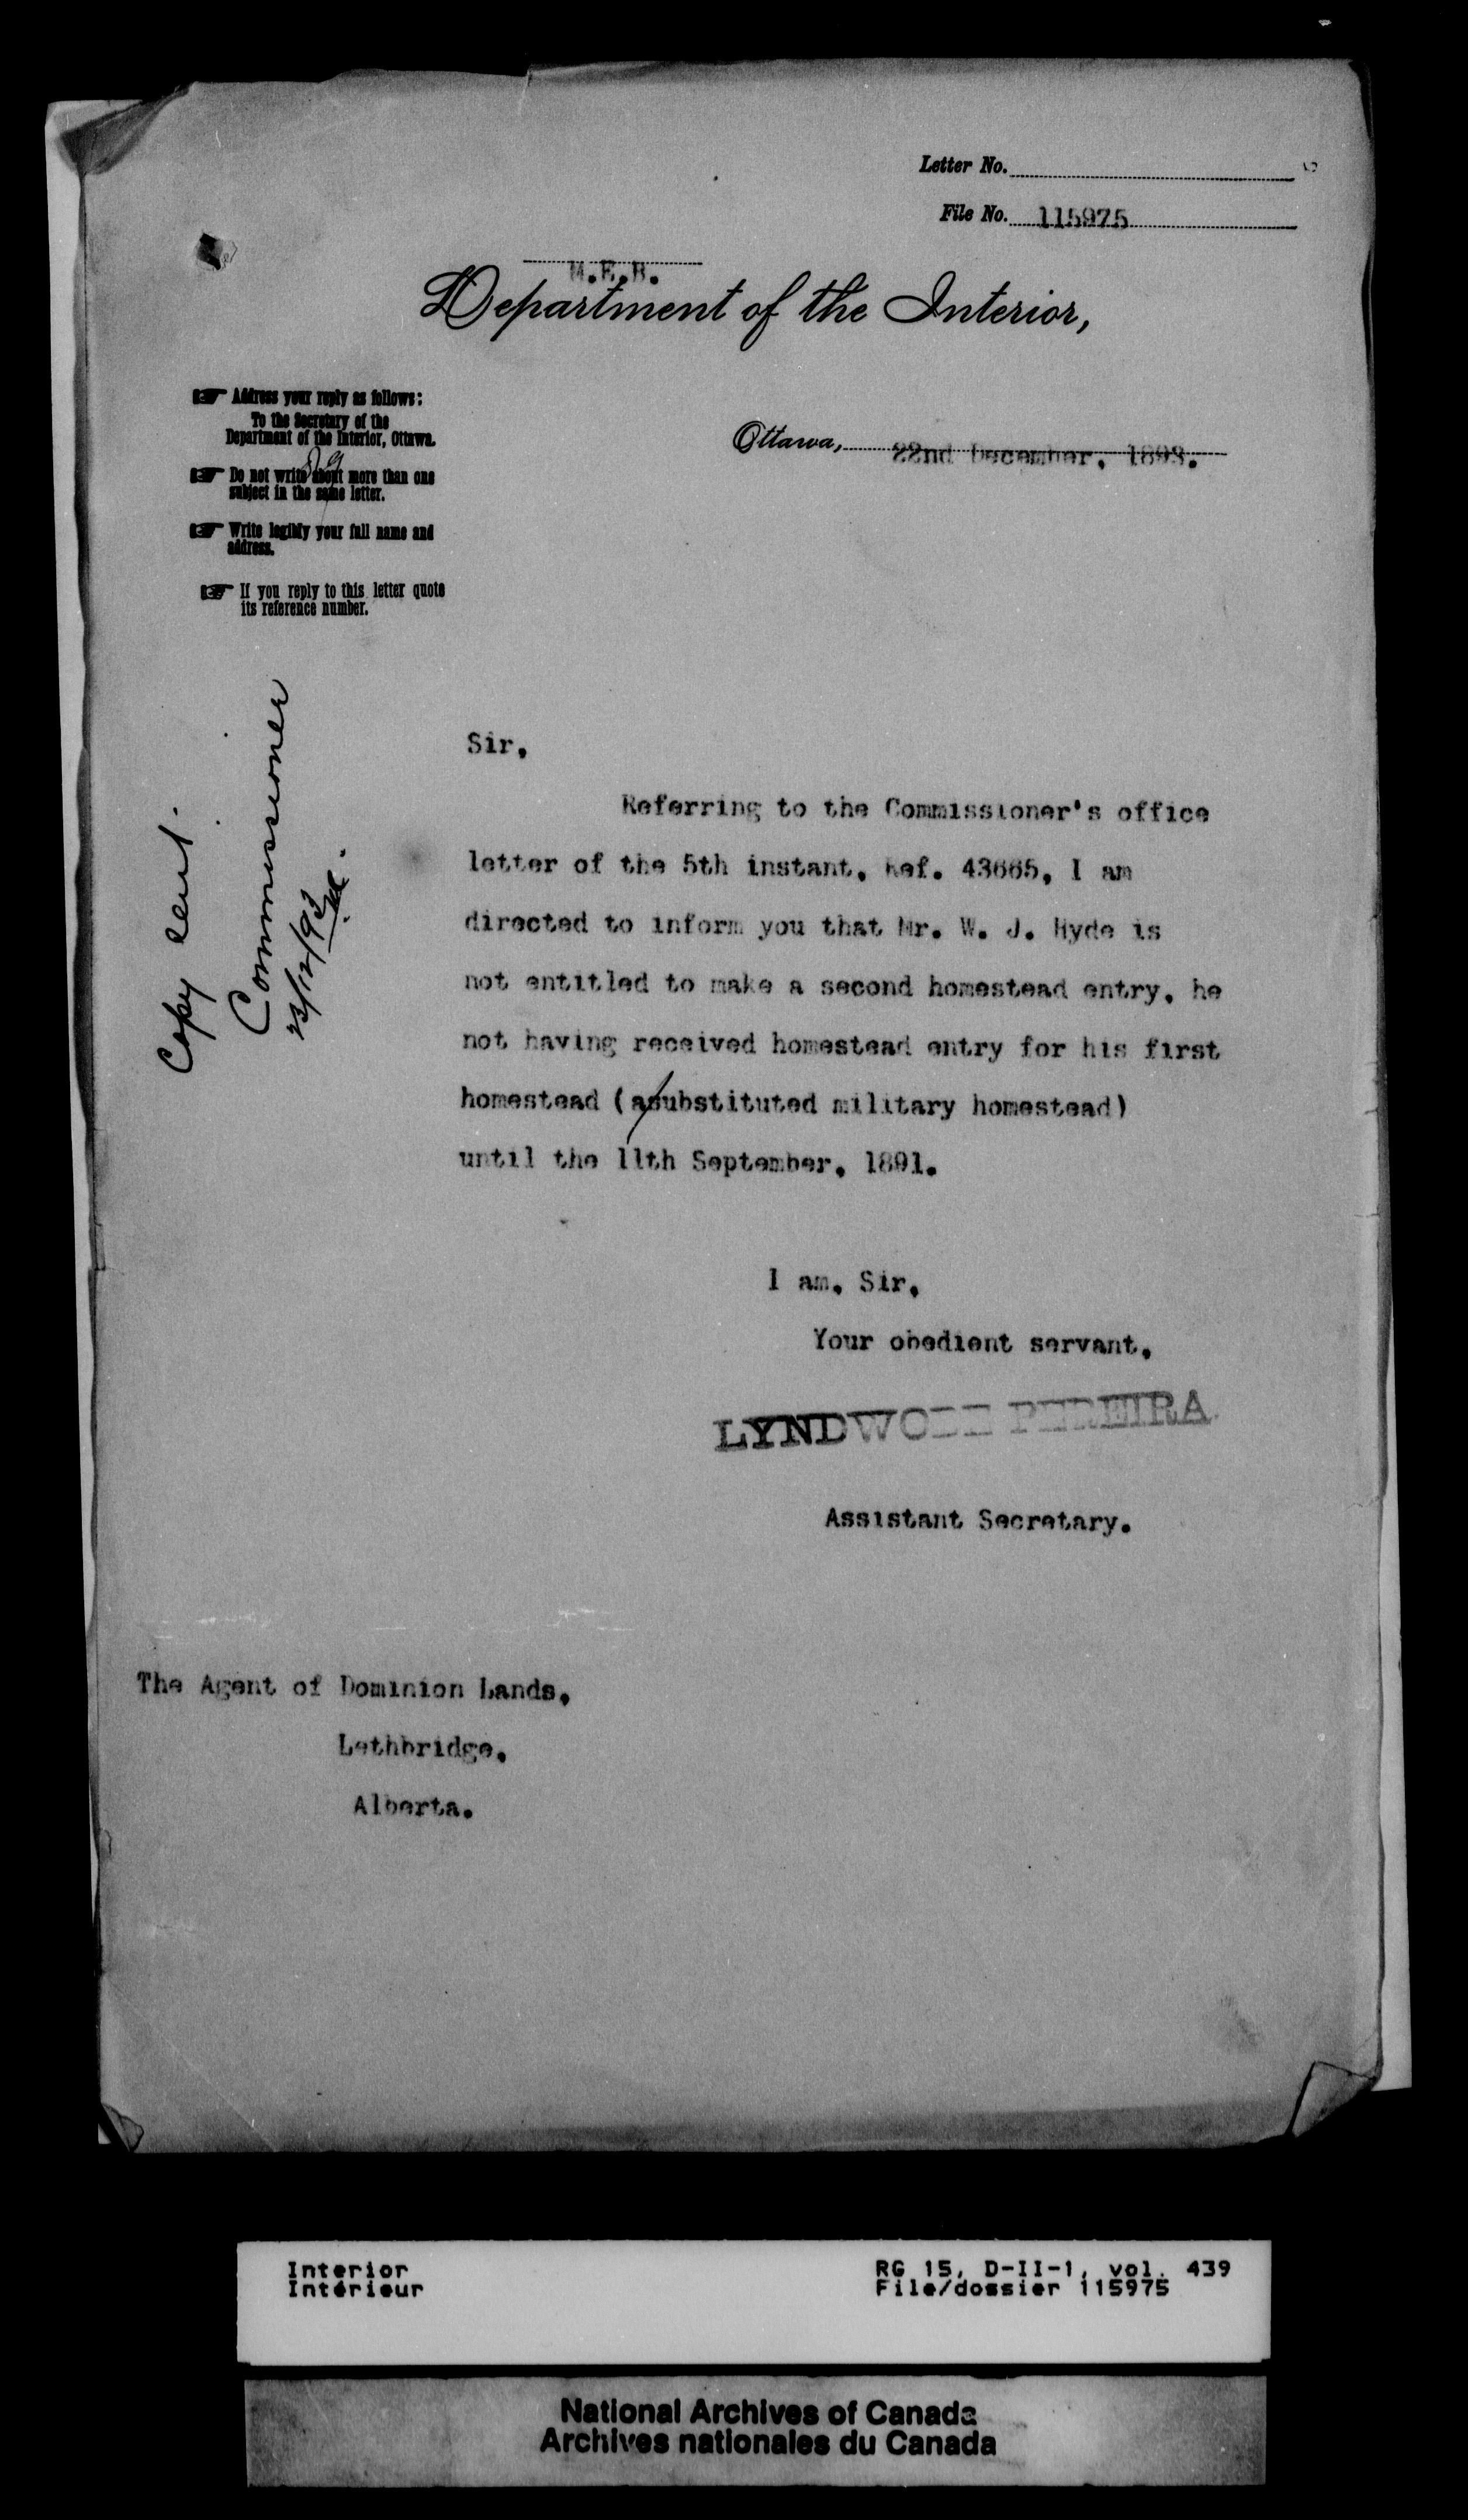 Letter No.
File No. 115975
M.E.B.
Department of the Interior,
Address your reply as follows:
To the Secretary of the
Department of the Interior, Ottawa.
Do not write about more than one
subject in the same letter.
Write legibly your full name and
address.
If you reply to this letter quote
its reference number.
Ottawa, 22nd December, 1893.
Copy sent.
Commissioner
23/12/93
Sir,
Referring to the Commissioner's office
letter of the 5th instant, Ref. 43665, I am
directed to inform you that Mr. W. J. Hyde is
not entitled to make a second homestead entry, he
not having received homestead entry for his first
homestead (a/substituted military homestead)
until the 11th September, 1891.
I am, Sir,
Your obedient servant,
LYNDWODE PEREIRA
Assistant Secretary.
The Agent of Dominion Lands,
Lethbridge,
Alberta.
Interior
Intérieur
RG 15, D-II-1, vol. 439
File/dossier 115975
National Archives of Canada
Archives nationales du Canada